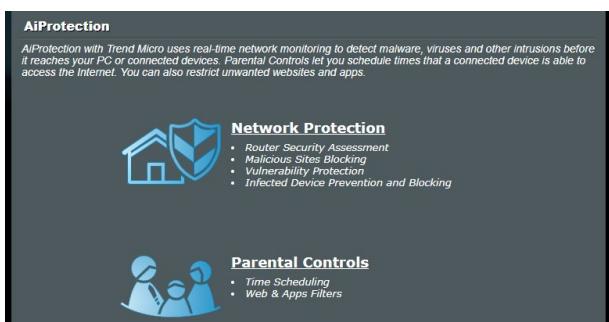 AiProtection
AiProtection with Trend Micro uses real-time network monitoring to detect malware, viruses and other intrusions before
it reaches your PC or connected devices. Parental Controls let you schedule times that a connected device is able to
access the Internet. You can also restrict unwanted websites and apps.
Network Protection
• Router Security Assessment
• Malicious Sites Blocking
• Vulnerability Protection
• Infected Device Prevention and Blocking
Parental Controls
• Time Scheduling
• Web & Apps Filters